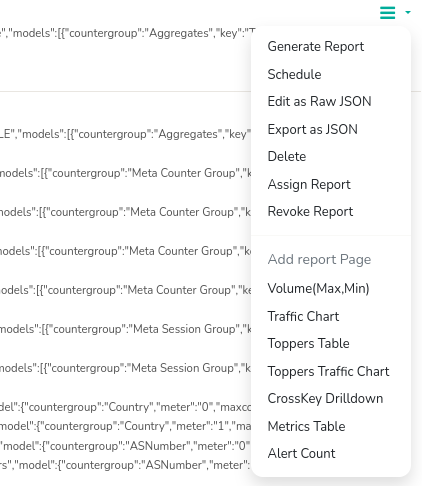 ","models":[{"countergroup":"Aggregates","key":"T
LE","models":[{"countergroup":"Aggregates","key"
models":[{"countergroup":"Meta Counter Group","k
models":[{"countergroup":"Meta Counter Group","k
models":[{"countergroup":"Meta Counter Group","k
models":[{"countergroup":"Meta Counter Group","ke
models":[{"countergroup":"Meta Session Group","k
models":[{"countergroup":"Meta Session Group","k
del":{"countergroup":"Country","meter":"0","maxco
model":{"countergroup":"Country","meter":"1","ma
"model":{"countergroup":"ASNumber","meter":"0"
rs","model":{"countergroup":"ASNumber","meter":
Generate Report
Schedule
Edit as Raw JSON
Export as JSON
Delete
Assign Report
Revoke Report
Add report Page
Volume(Max,Min)
Traffic Chart
Toppers Table
Toppers Traffic Chart
CrossKey Drilldown
Metrics Table
Alert Count